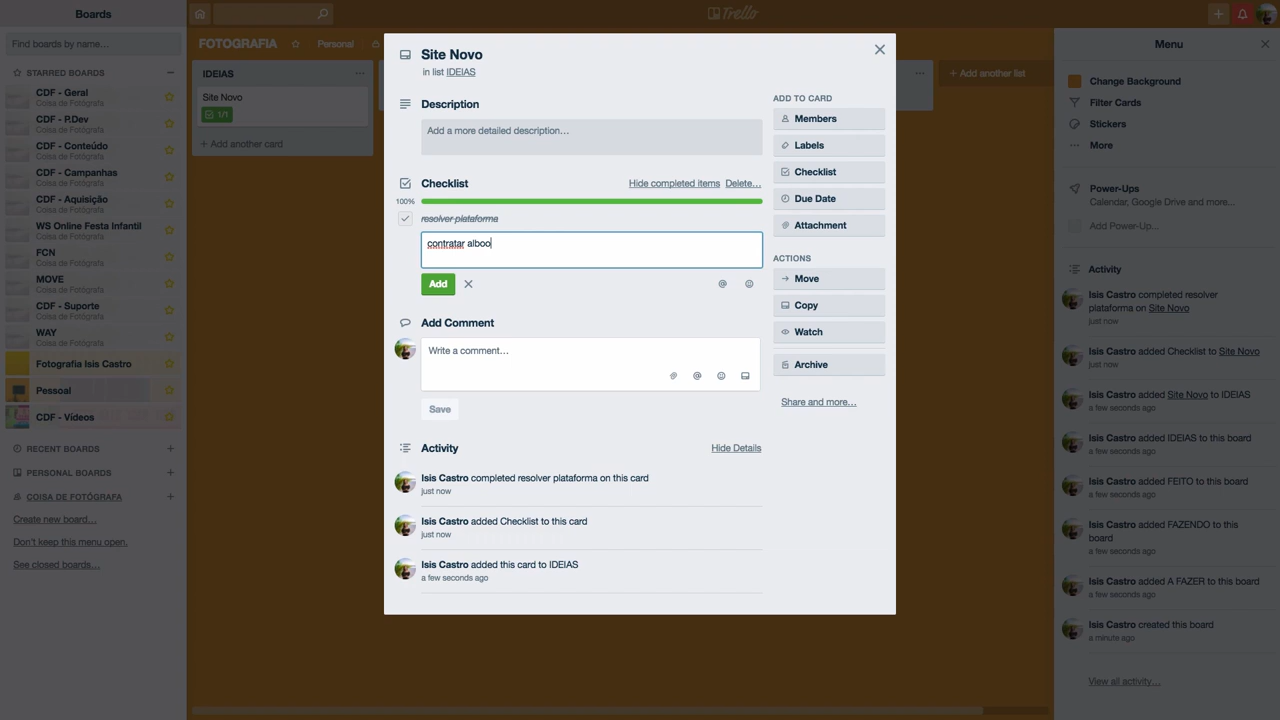 Boards
Find boards by name…
STARRED BOARDS
CDF - Geral
Coisa de Fotógrafa
CDF - P.Dev
Coisa de Fotógrafa
CDF - Conteúdo
Coisa de Fotógrafa
CDF - Campanhas
Coisa de Fotógrafa
CDF - Aquisição
Coisa de Fotógrafa
WS Online Festa Infantil
Coisa de Fotógrafa
FCN
Coisa de Fotógrafa
MOVE
Coisa de Fotógrafa
CDF - Suporte
Coisa de Fotógrafa
WAY
Coisa de Fotógrafa
Fotografia Isis Castro
Pessoal
CDF - Vídeos
RECENT BOARDS
PERSONAL BOARDS
COISA DE FOTÓGRAFA
Create new board…
Don't keep this menu open.
See closed boards…
Trello
FOTOGRAFIA
Personal
IDEIAS
Site Novo
1/1
+ Add another card
+ Add another list
Site Novo
in list IDEIAS
Description
Add a more detailed description…
Checklist
Hide completed items Delete…
100%
resolver plataforma
contratar alboo
Add
Add Comment
Write a comment…
Save
Activity
Hide Details
Isis Castro completed resolver plataforma on this card
just now
Isis Castro added Checklist to this card
just now
Isis Castro added this card to IDEIAS
a few seconds ago
ADD TO CARD
Members
Labels
Checklist
Due Date
Attachment
ACTIONS
Move
Copy
Watch
Archive
Share and more…
Menu
Change Background
Filter Cards
Stickers
More
Power-Ups
Calendar, Google Drive and more…
Add Power-Up…
Activity
Isis Castro completed resolver
plataforma on Site Novo
just now
Isis Castro added Checklist to Site Novo
just now
Isis Castro added Site Novo to IDEIAS
a few seconds ago
Isis Castro added IDEIAS to this board
a few seconds ago
Isis Castro added FEITO to this board
a few seconds ago
Isis Castro added FAZENDO to this
board
a few seconds ago
Isis Castro added A FAZER to this board
a few seconds ago
Isis Castro created this board
a minute ago
View all activity…